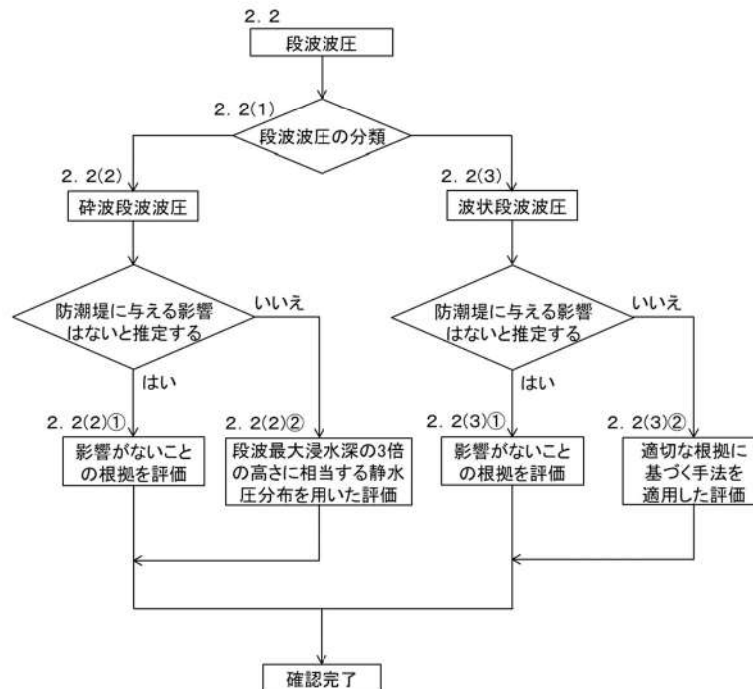 2. 2
段波波圧
2. 2(1)
段波波圧の分類
2. 2(2)
砕波段波波圧
2. 2(3)
波状段波波圧
防潮堤に与える影響
はないと推定する
いいえ
はい
防潮堤に与える影響
はないと推定する
いいえ
はい
2. 2(2)①
影響がないこと
の根拠を評価
2. 2(2)②
段波最大浸水深の3倍
の高さに相当する静水
圧分布を用いた評価
2. 2(3)①
影響がないこと
の根拠を評価
2. 2(3)②
適切な根拠に
基づく手法を
適用した評価
確認完了